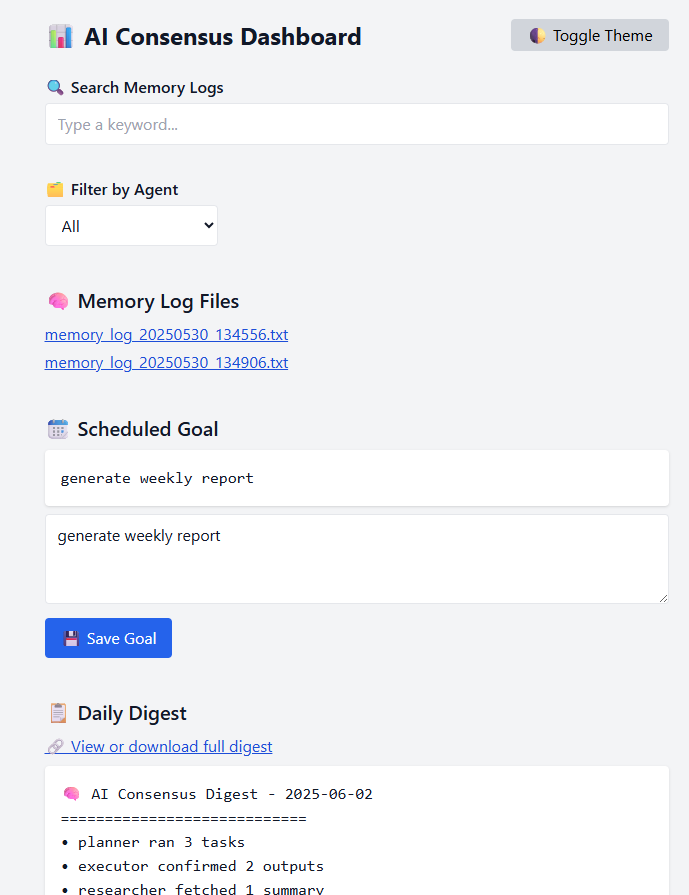 📊 AI Consensus Dashboard
🌓 Toggle Theme
🔍 Search Memory Logs
Type a keyword...
🗂️ Filter by Agent
All
🧠 Memory Log Files
memory_log_20250530_134556.txt
memory_log_20250530_134906.txt
📅 Scheduled Goal
generate weekly report
generate weekly report
💾 Save Goal
📋 Daily Digest
🔗 View or download full digest
🧠 AI Consensus Digest - 2025-06-02
============================
• planner ran 3 tasks
• executor confirmed 2 outputs
• researcher fetched 1 summary